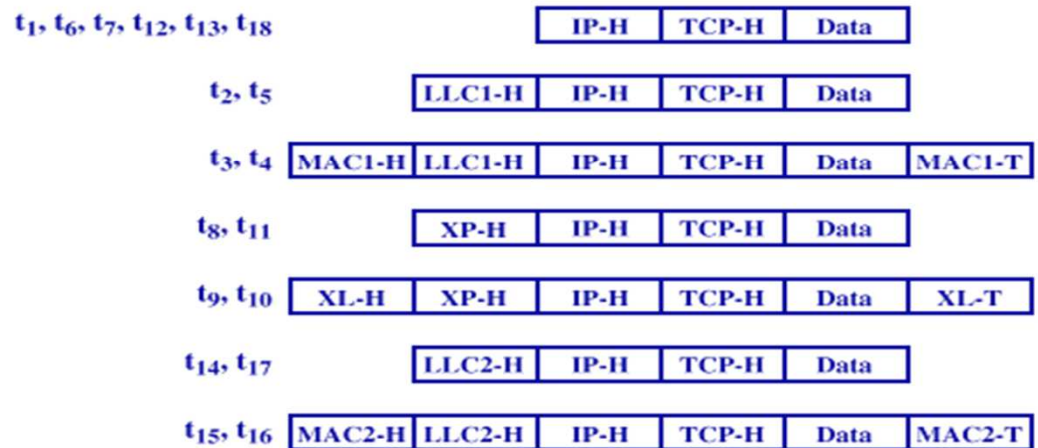 t1, t6, t7, t12, t13, t18 IP-H TCP-H Data
t2, t5 LLC1-H IP-H TCP-H Data
t3, t4 MAC1-H LLC1-H IP-H TCP-H Data MAC1-T
t8, t11 XP-H IP-H TCP-H Data
t9, t10 XL-H XP-H IP-H TCP-H Data XL-T
t14, t17 LLC2-H IP-H TCP-H Data
t15, t16 MAC2-H LLC2-H IP-H TCP-H Data MAC2-T